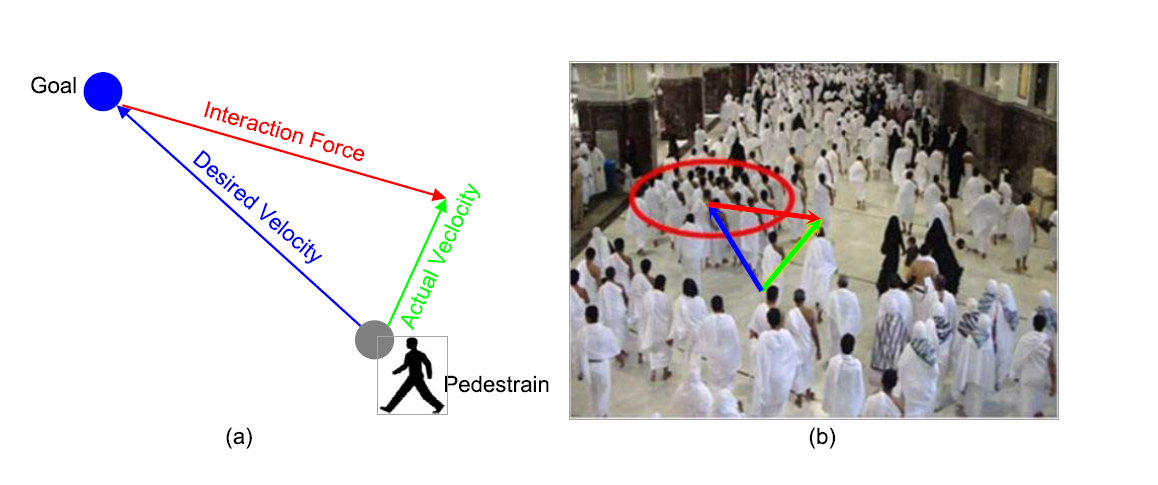 Goal
Interaction Force
Desired Velocity
Actual Veclocity
Pedestrain
(a)
(b)